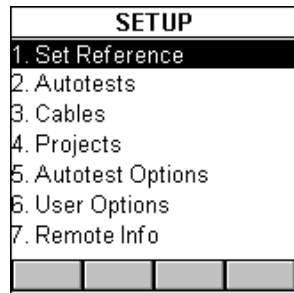 SETUP
1. Set Reference
2. Autotests
3. Cables
4. Projects
5. Autotest Options
6. User Options
7. Remote Info